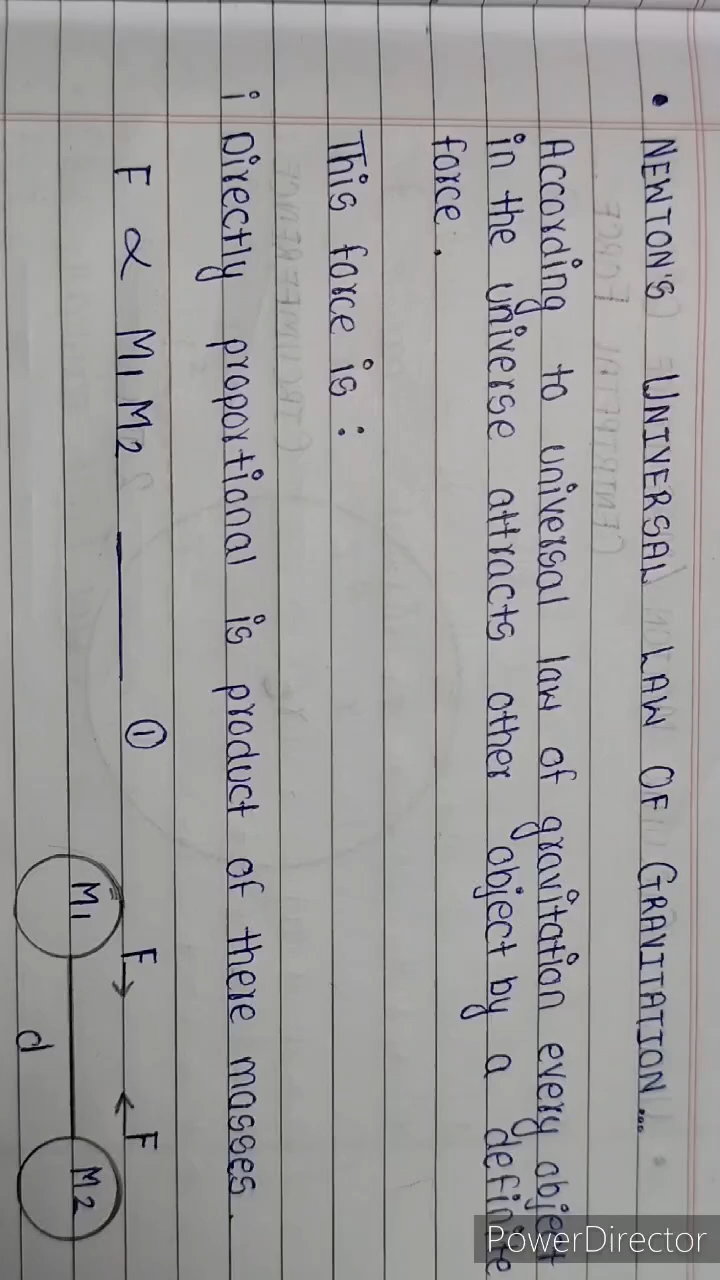 • NEWTON'S UNIVERSAL LAW OF GRAVITATION...
According to universal law of gravitation every object
in the universe attracts other object by a definite
force.
This force is :
i Directly proportional is product of there masses.
F ∝ M1 M2 ——— ①
F → ← F
M1 M2
d
PowerDirector